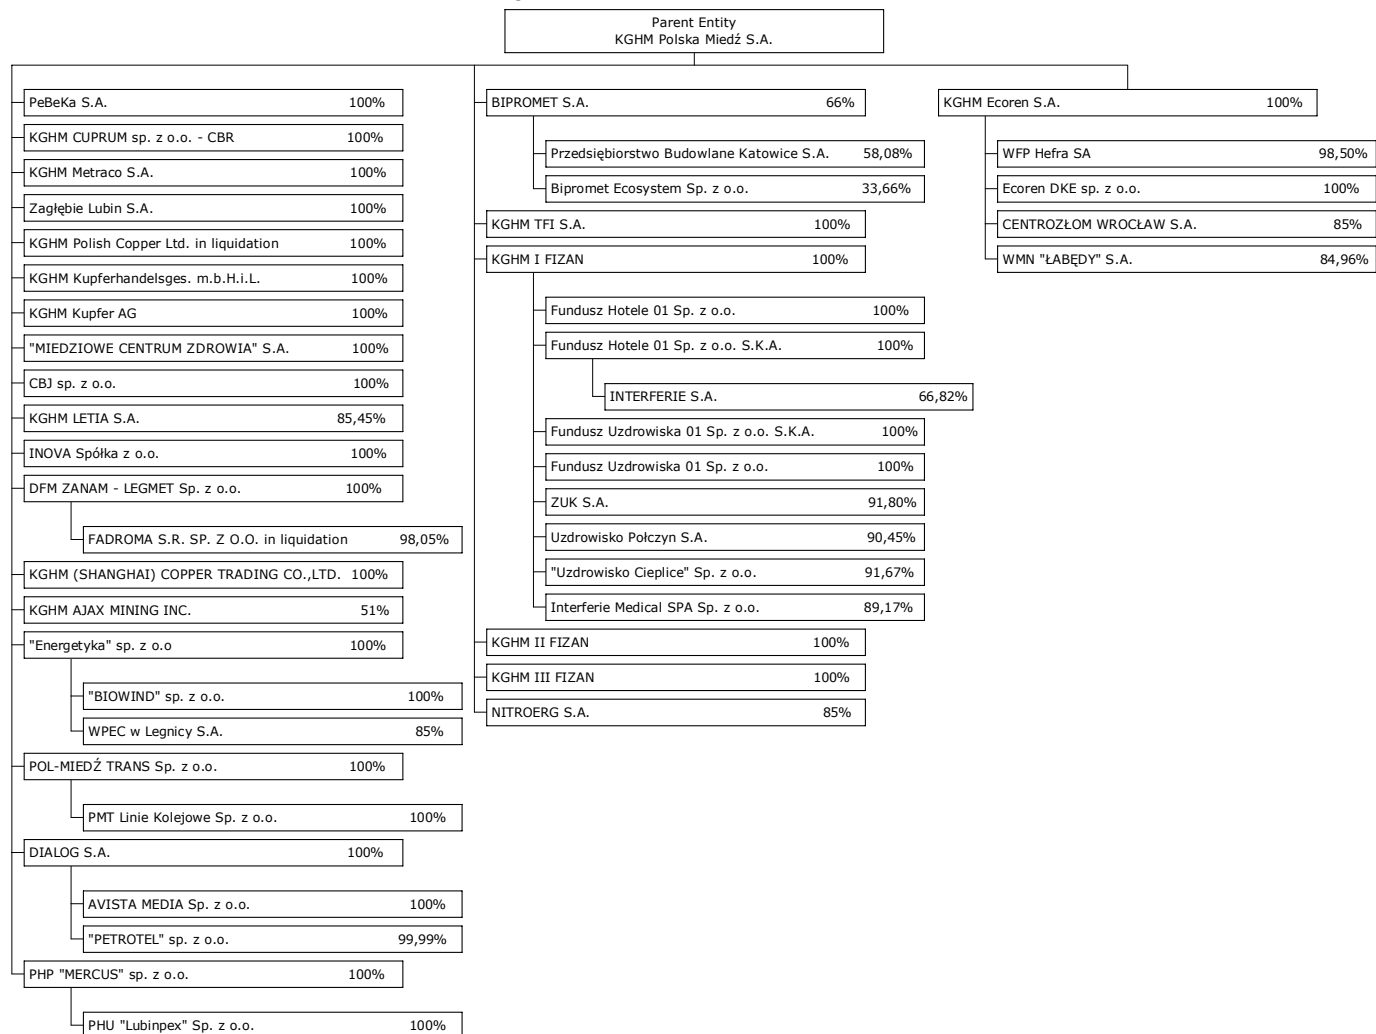 Parent Entity
KGHM Polska Miedź S.A.
PeBeKa S.A. 100%
KGHM CUPRUM sp. z o.o. - CBR 100%
KGHM Metraco S.A. 100%
Zagłębie Lubin S.A. 100%
KGHM Polish Copper Ltd. in liquidation 100%
KGHM Kupferhandelsges. m.b.H.i.L. 100%
KGHM Kupfer AG 100%
"MIEDZIOWE CENTRUM ZDROWIA" S.A. 100%
CBJ sp. z o.o. 100%
KGHM LETIA S.A. 85,45%
INOVA Spółka z o.o. 100%
DFM ZANAM - LEGMET Sp. z o.o. 100%
FADROMA S.R. SP. Z O.O. in liquidation 98,05%
KGHM (SHANGHAI) COPPER TRADING CO.,LTD. 100%
KGHM AJAX MINING INC. 51%
"Energetyka" sp. z o.o 100%
"BIOWIND" sp. z o.o. 100%
WPEC w Legnicy S.A. 85%
POL-MIEDŹ TRANS Sp. z o.o. 100%
PMT Linie Kolejowe Sp. z o.o. 100%
DIALOG S.A. 100%
AVISTA MEDIA Sp. z o.o. 100%
"PETROTEL" sp. z o.o. 99,99%
PHP "MERCUS" sp. z o.o. 100%
PHU "Lubinpex" Sp. z o.o. 100%
BIPROMET S.A. 66%
Przedsiębiorstwo Budowlane Katowice S.A. 58,08%
Bipromet Ecosystem Sp. z o.o. 33,66%
KGHM TFI S.A. 100%
KGHM I FIZAN 100%
Fundusz Hotele 01 Sp. z o.o. 100%
Fundusz Hotele 01 Sp. z o.o. S.K.A. 100%
INTERFERIE S.A. 66,82%
Fundusz Uzdrowiska 01 Sp. z o.o. S.K.A. 100%
Fundusz Uzdrowiska 01 Sp. z o.o. 100%
ZUK S.A. 91,80%
Uzdrowisko Połczyn S.A. 90,45%
"Uzdrowisko Cieplice" Sp. z o.o. 91,67%
Interferie Medical SPA Sp. z o.o. 89,17%
KGHM II FIZAN 100%
KGHM III FIZAN 100%
NITROERG S.A. 85%
KGHM Ecoren S.A. 100%
WFP Hefra SA 98,50%
Ecoren DKE sp. z o.o. 100%
CENTROZŁOM WROCŁAW S.A. 85%
WMN "ŁABĘDY" S.A. 84,96%